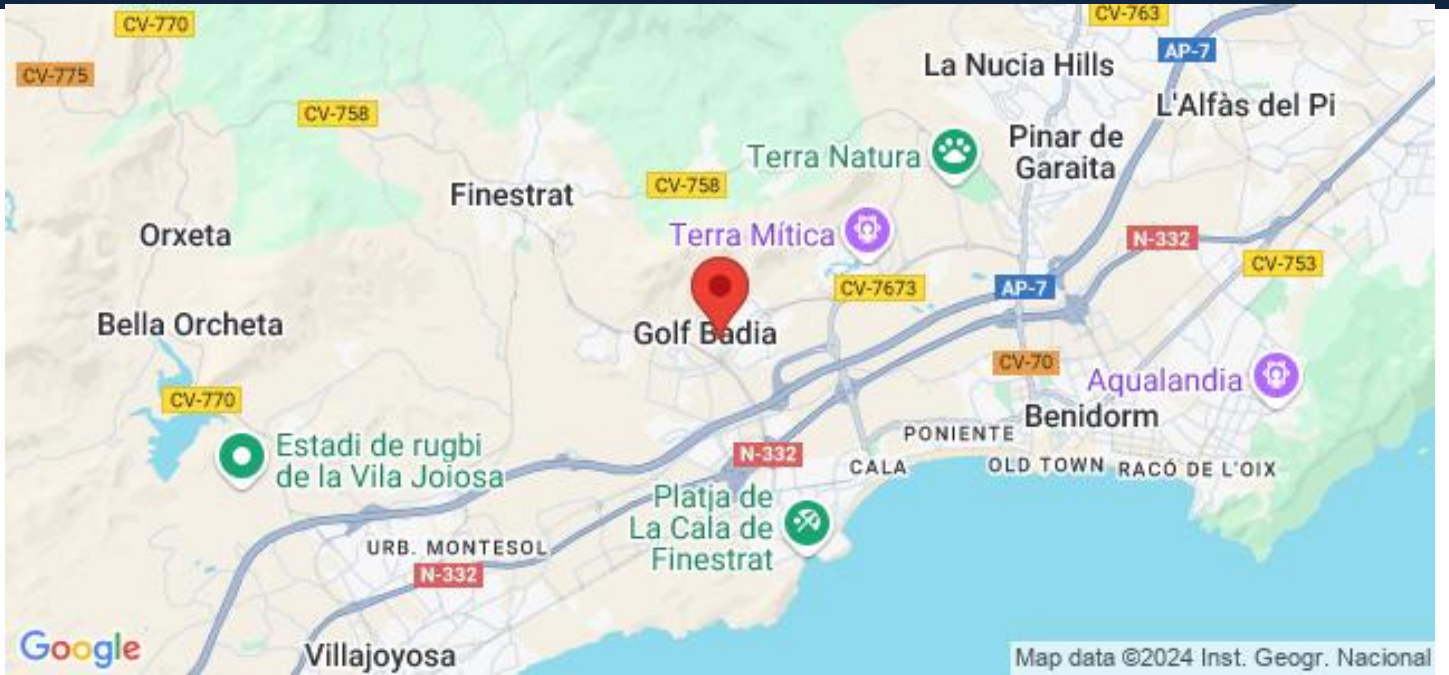 CV-770
CV-763
AP-7
CV-775
La Nucia Hills
L'Alfàs del Pi
CV-758
Pinar de
Garaita
Terra Natura
Finestrat
CV-758
Orxeta
Terra Mítica
N-332
CV-753
CV-7673
AP-7
Bella Orcheta
Golf Badia
CV-70
Aqualandia
CV-770
Benidorm
PONIENTE
Estadi de rugbi
de la Vila Joiosa
N-332
CALA
OLD TOWN
RACÓ DE L'OIX
Platja de
La Cala de
Finestrat
URB. MONTESOL
N-332
Google
Villajoyosa
Map data ©2024 Inst. Geogr. Nacional